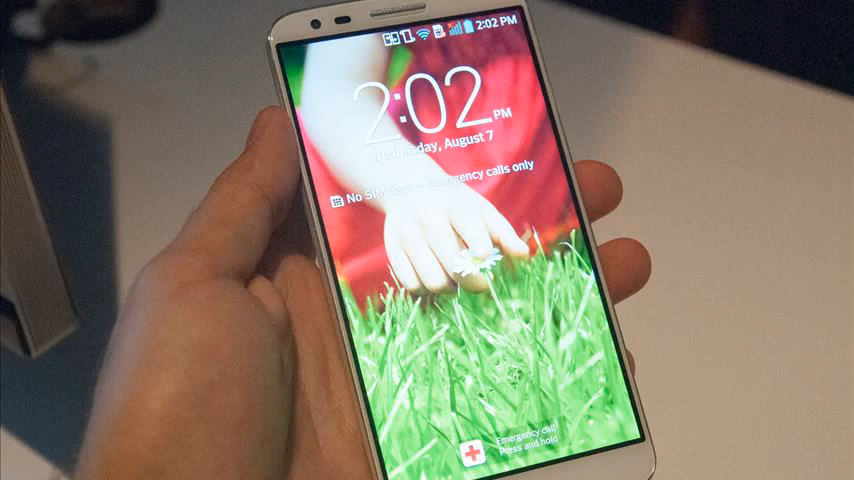 2:02 PM
2:02 PM
Wednesday, August 7
No SIM card — Emergency calls only
Emergency call
Press and hold